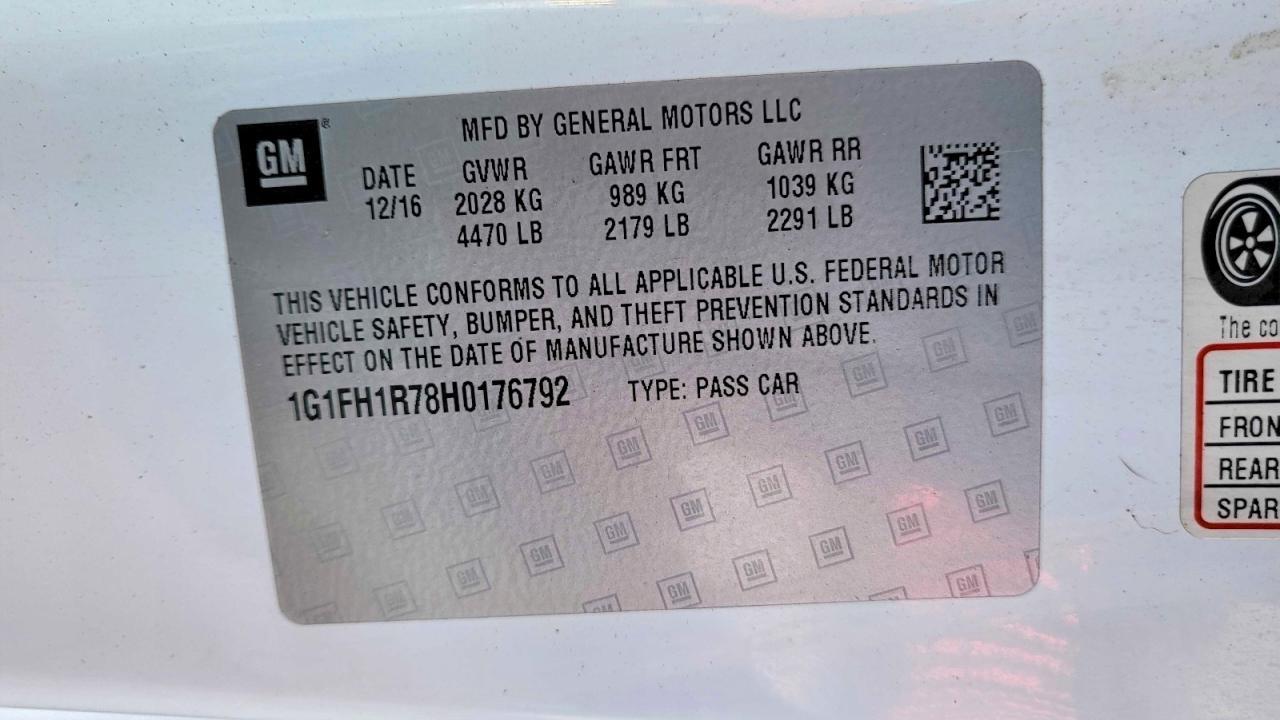 GM
®
MFD BY GENERAL MOTORS LLC
DATE GVWR GAWR FRT GAWR RR
12/16 2028 KG 989 KG 1039 KG
4470 LB 2179 LB 2291 LB
THIS VEHICLE CONFORMS TO ALL APPLICABLE U.S. FEDERAL MOTOR
VEHICLE SAFETY, BUMPER, AND THEFT PREVENTION STANDARDS IN
EFFECT ON THE DATE OF MANUFACTURE SHOWN ABOVE.
1G1FH1R78H0176792 TYPE: PASS CAR
The co
TIRE
FRON
REAR
SPAR